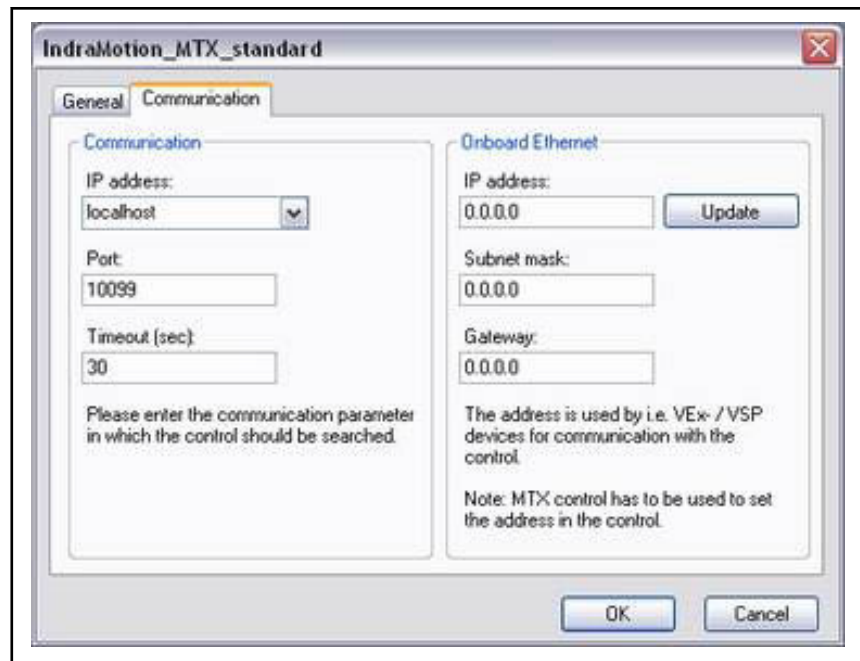 IndraMotion_MTX_standard
General
Communication
Communication
IP address:
localhost
Port:
10099
Timeout (sec):
30
Please enter the communication parameter
in which the control should be searched.
Onboard Ethernet
IP address:
0.0.0.0
Update
Subnet mask:
0.0.0.0
Gateway:
0.0.0.0
The address is used by i.e. VEx- / VSP
devices for communication with the
control.
Note: MTX control has to be used to set
the address in the control.
OK
Cancel